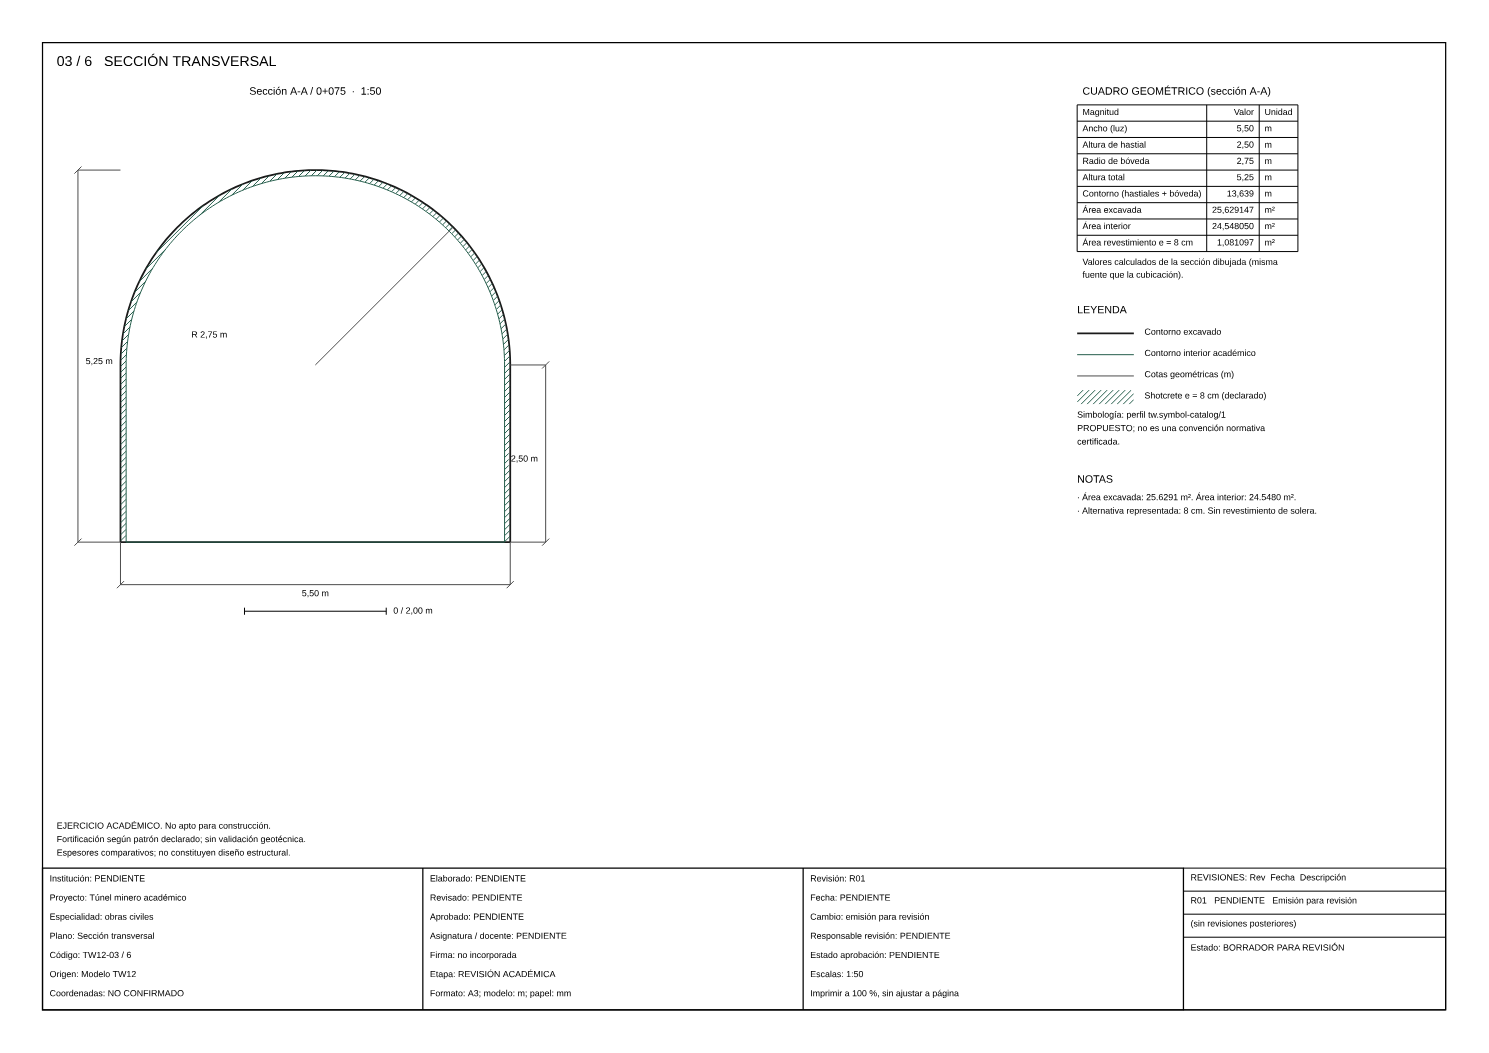 03 / 6   SECCIÓN TRANSVERSAL
Sección A-A / 0+075  ·  1:50
5,25 m
R 2,75 m
2,50 m
5,50 m
0 / 2,00 m
CUADRO GEOMÉTRICO (sección A-A)
Magnitud Valor Unidad
Ancho (luz) 5,50 m
Altura de hastial 2,50 m
Radio de bóveda 2,75 m
Altura total 5,25 m
Contorno (hastiales + bóveda) 13,639 m
Área excavada 25,629147 m²
Área interior 24,548050 m²
Área revestimiento e = 8 cm 1,081097 m²
Valores calculados de la sección dibujada (misma
fuente que la cubicación).
LEYENDA
Contorno excavado
Contorno interior académico
Cotas geométricas (m)
Shotcrete e = 8 cm (declarado)
Simbología: perfil tw.symbol-catalog/1
PROPUESTO; no es una convención normativa
certificada.
NOTAS
· Área excavada: 25.6291 m². Área interior: 24.5480 m².
· Alternativa representada: 8 cm. Sin revestimiento de solera.
EJERCICIO ACADÉMICO. No apto para construcción.
Fortificación según patrón declarado; sin validación geotécnica.
Espesores comparativos; no constituyen diseño estructural.
Institución: PENDIENTE
Proyecto: Túnel minero académico
Especialidad: obras civiles
Plano: Sección transversal
Código: TW12-03 / 6
Origen: Modelo TW12
Coordenadas: NO CONFIRMADO
Elaborado: PENDIENTE
Revisado: PENDIENTE
Aprobado: PENDIENTE
Asignatura / docente: PENDIENTE
Firma: no incorporada
Etapa: REVISIÓN ACADÉMICA
Formato: A3; modelo: m; papel: mm
Revisión: R01
Fecha: PENDIENTE
Cambio: emisión para revisión
Responsable revisión: PENDIENTE
Estado aprobación: PENDIENTE
Escalas: 1:50
Imprimir a 100 %, sin ajustar a página
REVISIONES: Rev  Fecha  Descripción
R01   PENDIENTE   Emisión para revisión
(sin revisiones posteriores)
Estado: BORRADOR PARA REVISIÓN